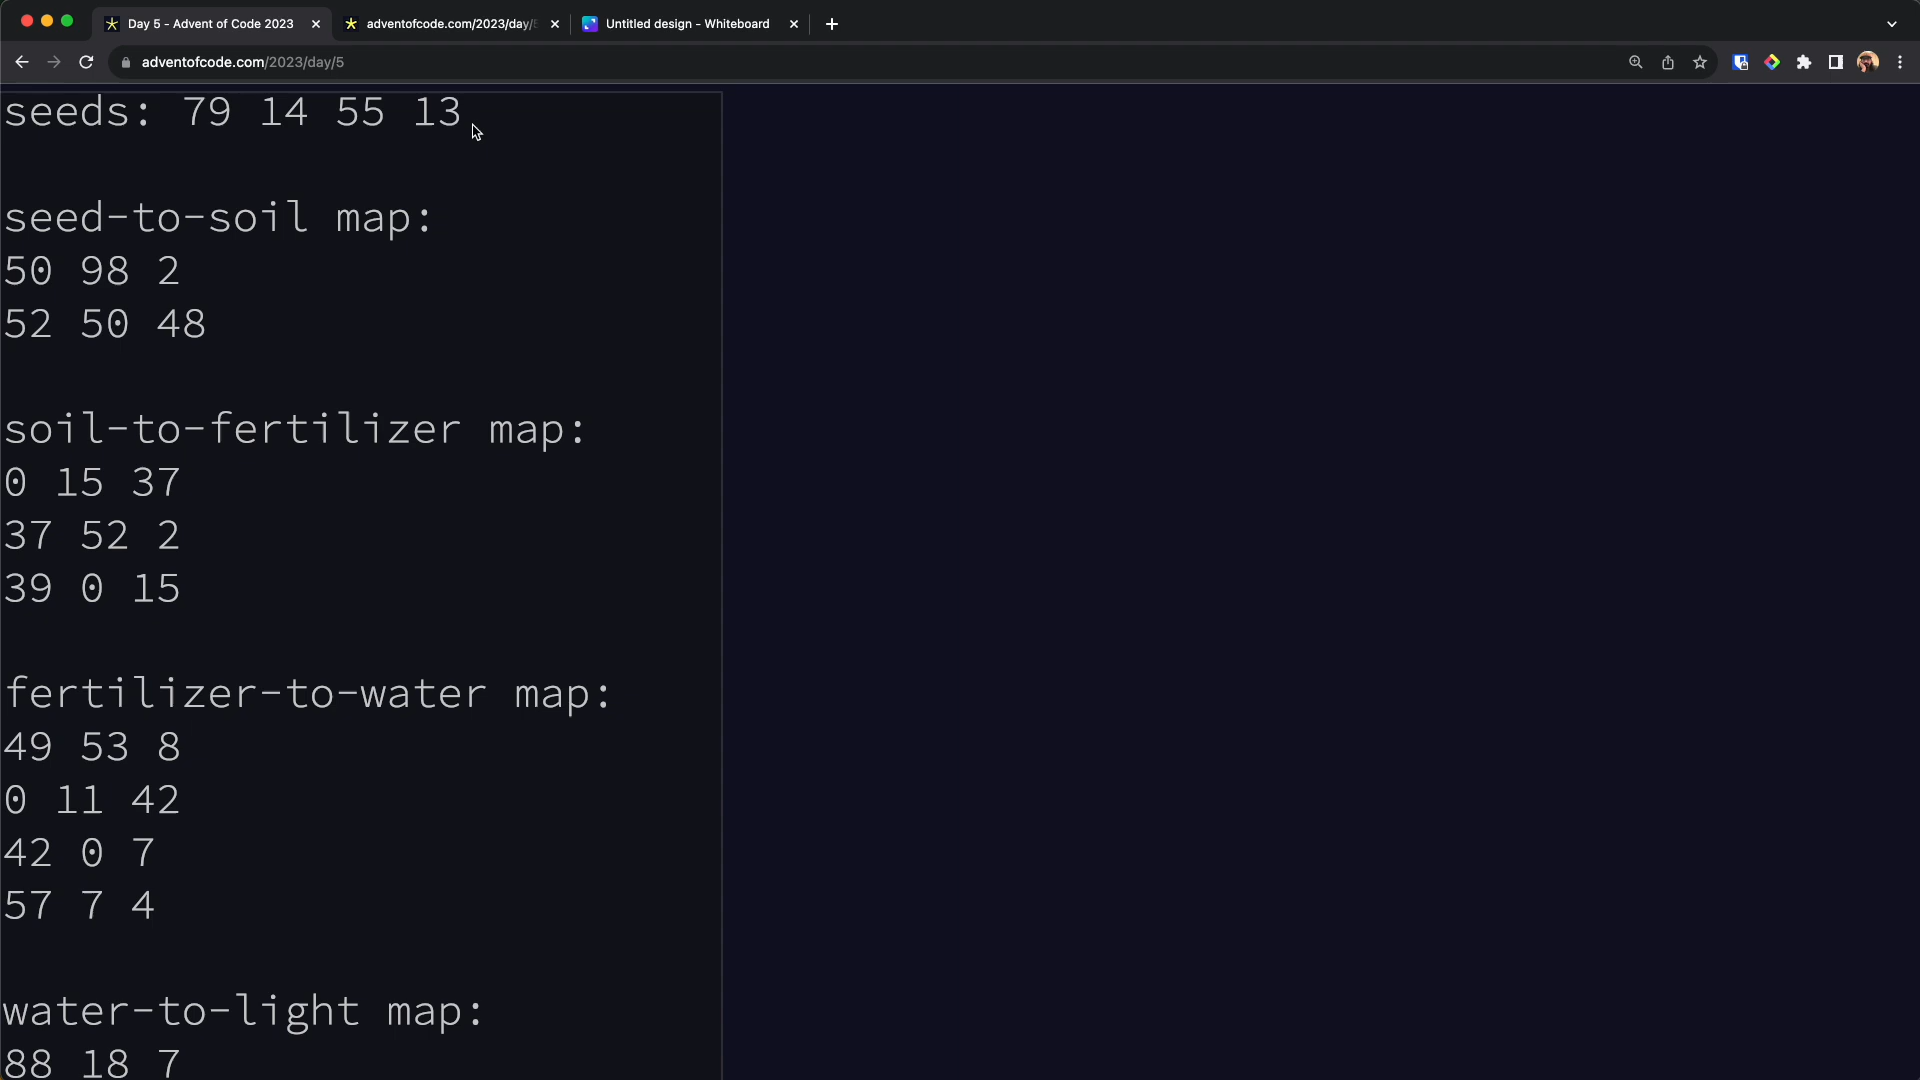 Day 5 - Advent of Code 2023
adventofcode.com/2023/day/5
Untitled design - Whiteboard
adventofcode.com/2023/day/5
seeds: 79 14 55 13
seed-to-soil map:
50 98 2
52 50 48
soil-to-fertilizer map:
0 15 37
37 52 2
39 0 15
fertilizer-to-water map:
49 53 8
0 11 42
42 0 7
57 7 4
water-to-light map:
88 18 7